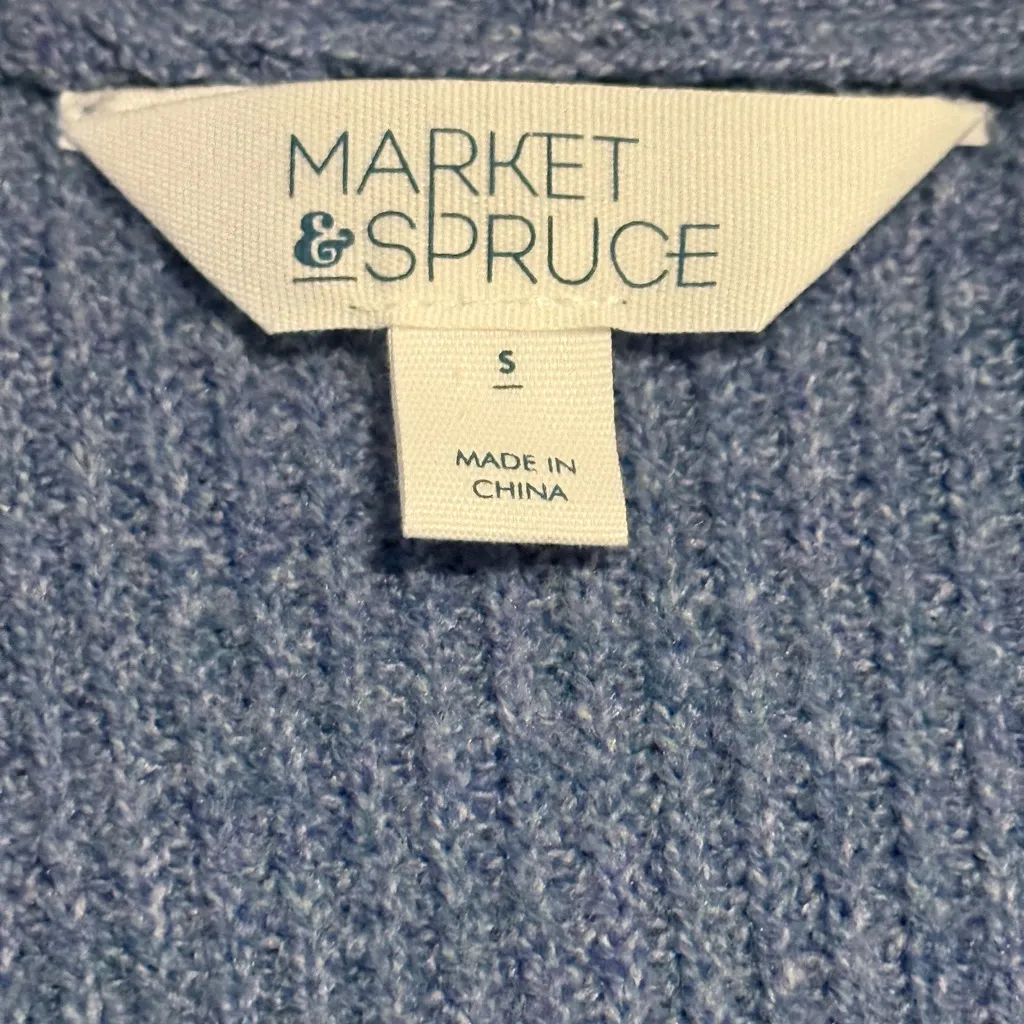 MARKET
& SPRUCE
S
MADE IN
CHINA